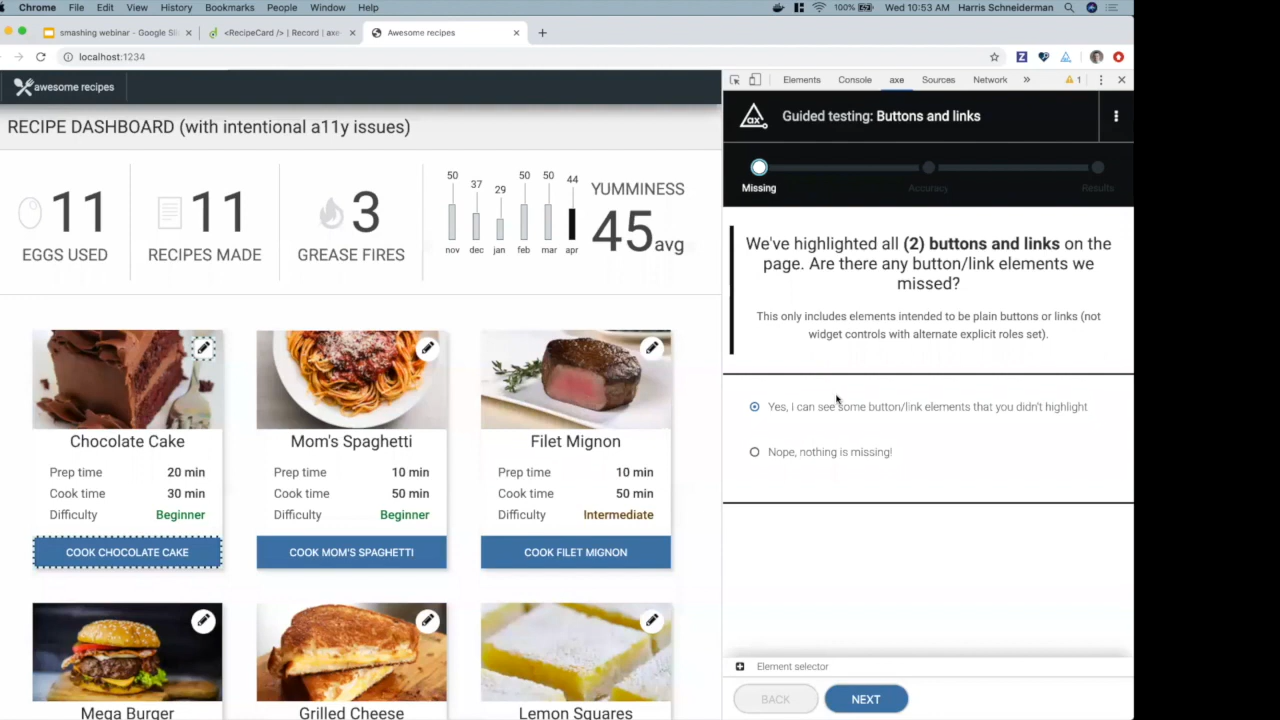 Chrome File Edit View History Bookmarks People Window Help 100% Wed 10:53 AM Harris Schneiderman
smashing webinar - Google Sli
<RecipeCard /> | Record | axe
Awesome recipes
localhost:1234
awesome recipes
RECIPE DASHBOARD (with intentional a11y issues)
11
EGGS USED
11
RECIPES MADE
3
GREASE FIRES
50 37 29 50 50 44
nov dec jan feb mar apr
YUMMINESS
45avg
Chocolate Cake
Prep time 20 min
Cook time 30 min
Difficulty Beginner
COOK CHOCOLATE CAKE
Mom's Spaghetti
Prep time 10 min
Cook time 50 min
Difficulty Beginner
COOK MOM'S SPAGHETTI
Filet Mignon
Prep time 10 min
Cook time 50 min
Difficulty Intermediate
COOK FILET MIGNON
Mega Burger
Grilled Cheese
Lemon Squares
Elements Console axe Sources Network » 1
ax
Guided testing: Buttons and links
Missing Accuracy Results
We've highlighted all (2) buttons and links on the
page. Are there any button/link elements we
missed?
This only includes elements intended to be plain buttons or links (not
widget controls with alternate explicit roles set).
Yes, I can see some button/link elements that you didn't highlight
Nope, nothing is missing!
Element selector
BACK NEXT